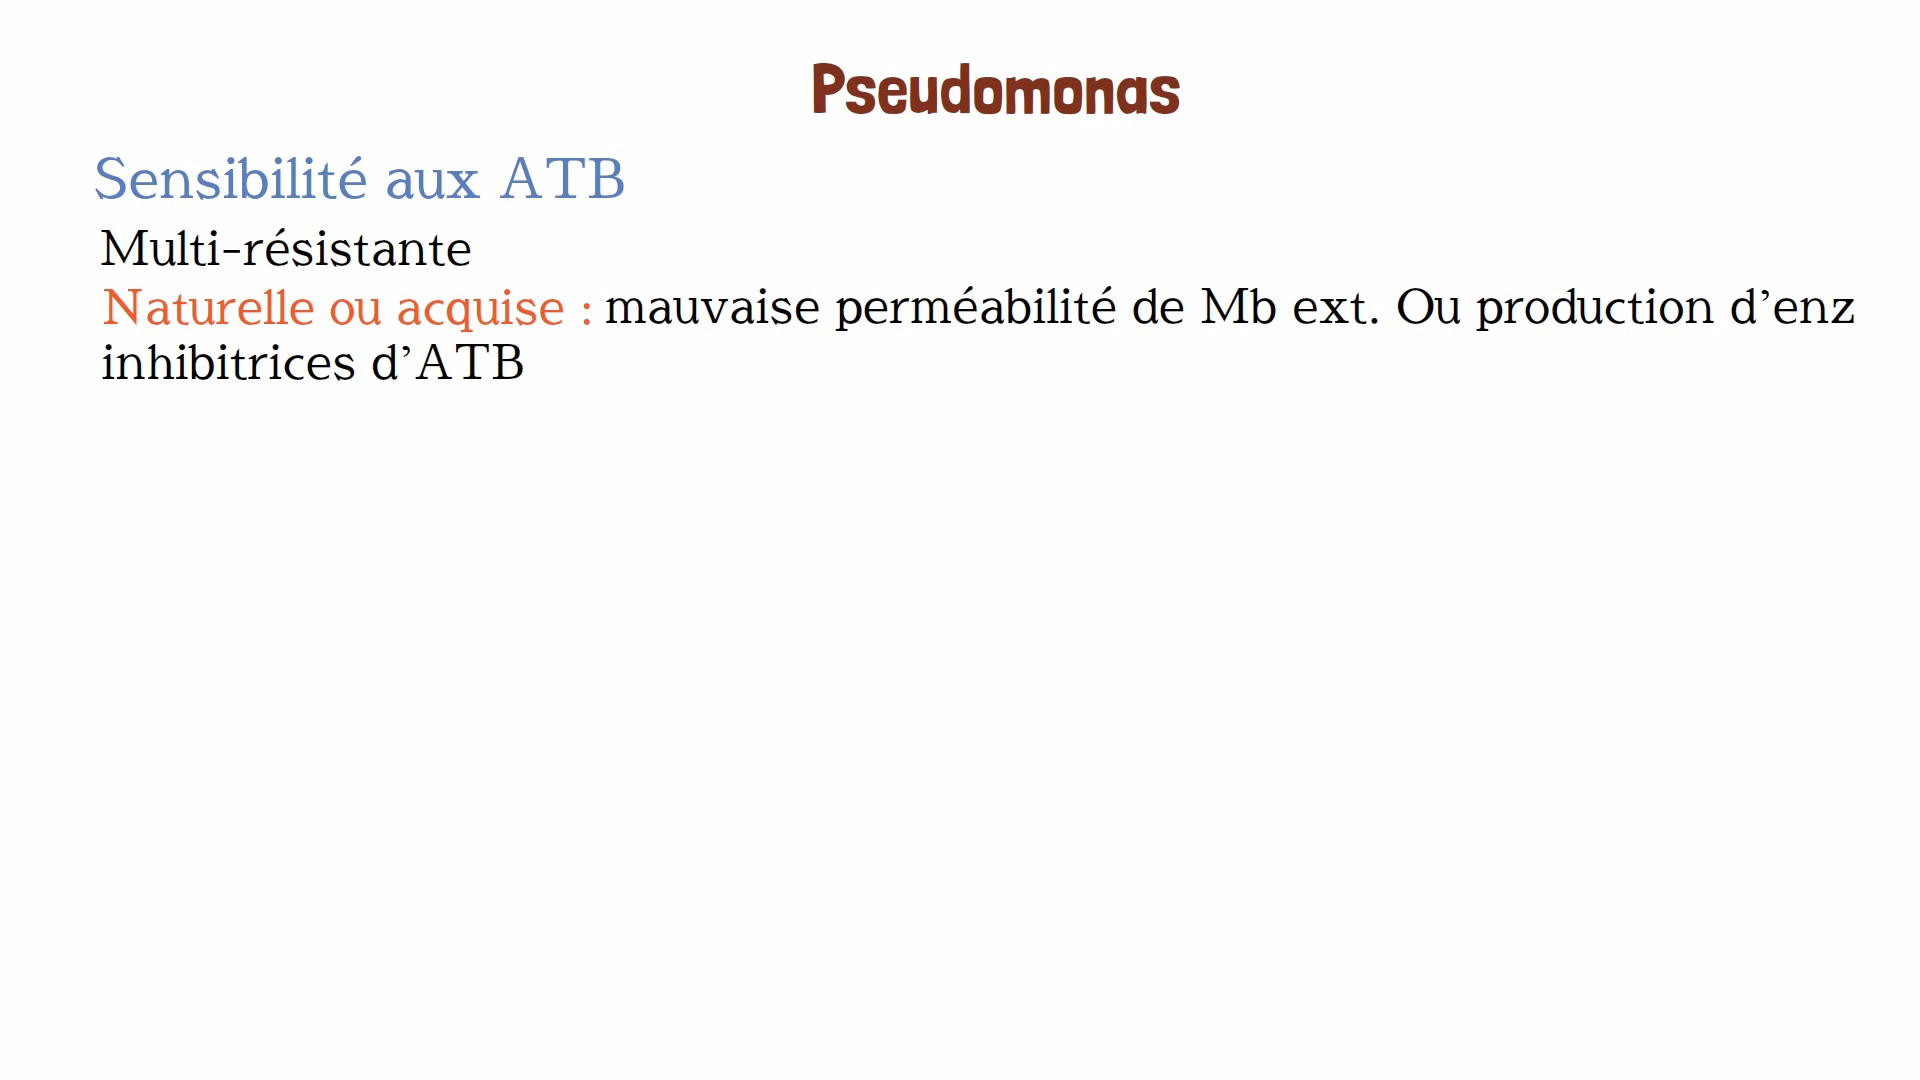 Pseudomonas
Sensibilité aux ATB
Multi-résistante
Naturelle ou acquise : mauvaise perméabilité de Mb ext. Ou production d’enz
inhibitrices d’ATB